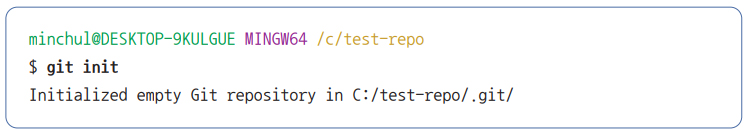 minchul@DESKTOP-9KULGUE MINGW64 /c/test-repo
$ git init
Initialized empty Git repository in C:/test-repo/.git/